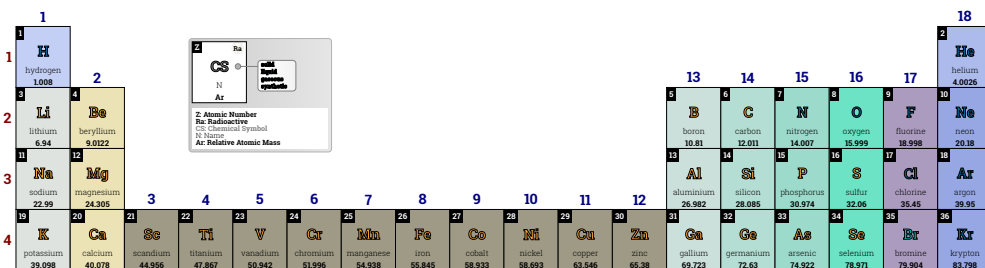 1 18
1 H hydrogen 1.008
2 He helium 4.0026
1
2 13 14 15 16 17
Z Ra
CS
N
Ar
solid
liquid
gaseous
synthetic
Z: Atomic Number
Ra: Radioactive
CS: Chemical Symbol
N: Name
Ar: Relative Atomic Mass
2
3 Li lithium 6.94
4 Be beryllium 9.0122
5 B boron 10.81
6 C carbon 12.011
7 N nitrogen 14.007
8 O oxygen 15.999
9 F fluorine 18.998
10 Ne neon 20.18
3
11 Na sodium 22.99
12 Mg magnesium 24.305
13 Al aluminium 26.982
14 Si silicon 28.085
15 P phosphorus 30.974
16 S sulfur 32.06
17 Cl chlorine 35.45
18 Ar argon 39.95
3 4 5 6 7 8 9 10 11 12
4
19 K potassium 39.098
20 Ca calcium 40.078
21 Sc scandium 44.956
22 Ti titanium 47.867
23 V vanadium 50.942
24 Cr chromium 51.996
25 Mn manganese 54.938
26 Fe iron 55.845
27 Co cobalt 58.933
28 Ni nickel 58.693
29 Cu copper 63.546
30 Zn zinc 65.38
31 Ga gallium 69.723
32 Ge germanium 72.63
33 As arsenic 74.922
34 Se selenium 78.971
35 Br bromine 79.904
36 Kr krypton 83.798